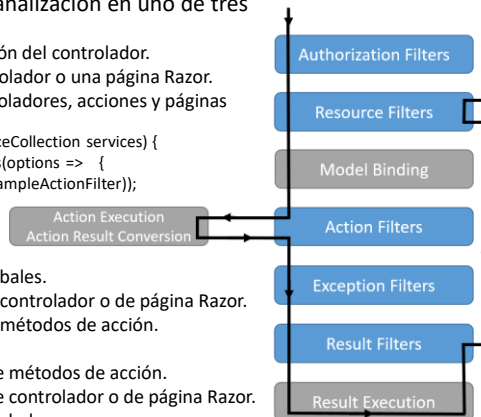 analización en uno de tres
ón del controlador.
olador o una página Razor.
oladores, acciones y páginas
ceCollection services) {
s(options => {
ampleActionFilter));
bales.
controlador o de página Razor.
métodos de acción.
e métodos de acción.
e controlador o de página Razor.
Authorization Filters
Resource Filters
Model Binding
Action Execution
Action Result Conversion
Action Filters
Exception Filters
Result Filters
Result Execution